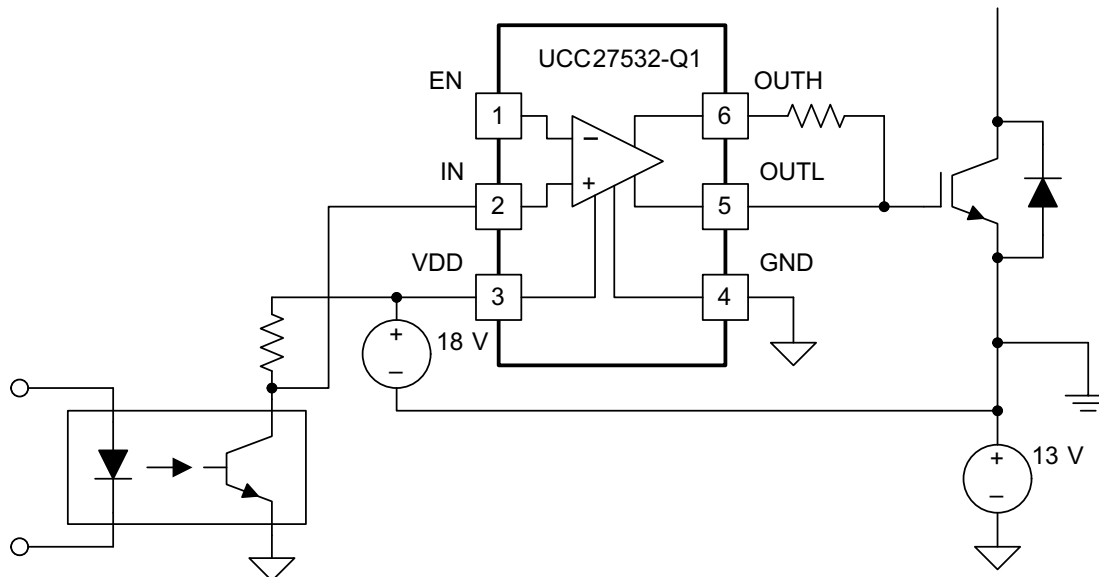 UCC27532-Q1
EN
OUTH
1
6
–
IN
OUTL
+
2
5
VDD
GND
3
4
+
18 V
–
+
13 V
–